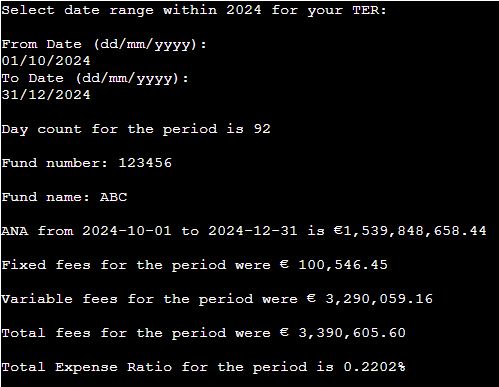 Select date range within 2024 for your TER:
From Date (dd/mm/yyyy):
01/10/2024
To Date (dd/mm/yyyy):
31/12/2024
Day count for the period is 92
Fund number: 123456
Fund name: ABC
ANA from 2024-10-01 to 2024-12-31 is €1,539,848,658.44
Fixed fees for the period were € 100,546.45
Variable fees for the period were € 3,290,059.16
Total fees for the period were € 3,390,605.60
Total Expense Ratio for the period is 0.2202%